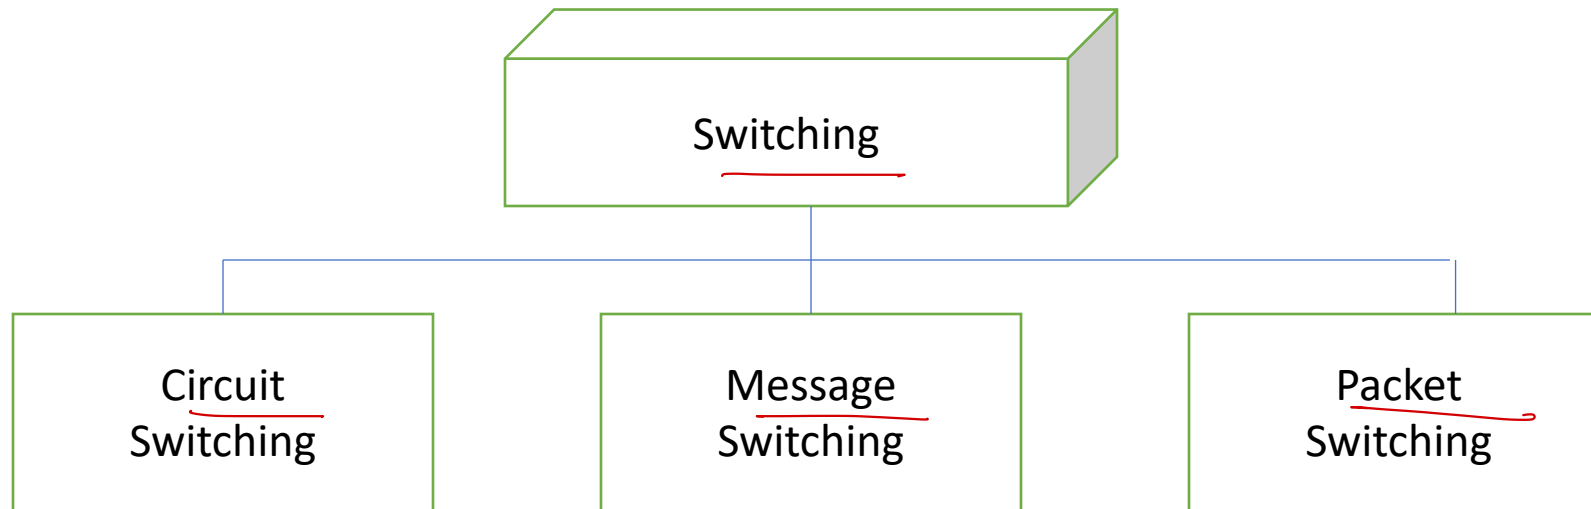 Switching
Circuit
Switching
Message
Switching
Packet
Switching